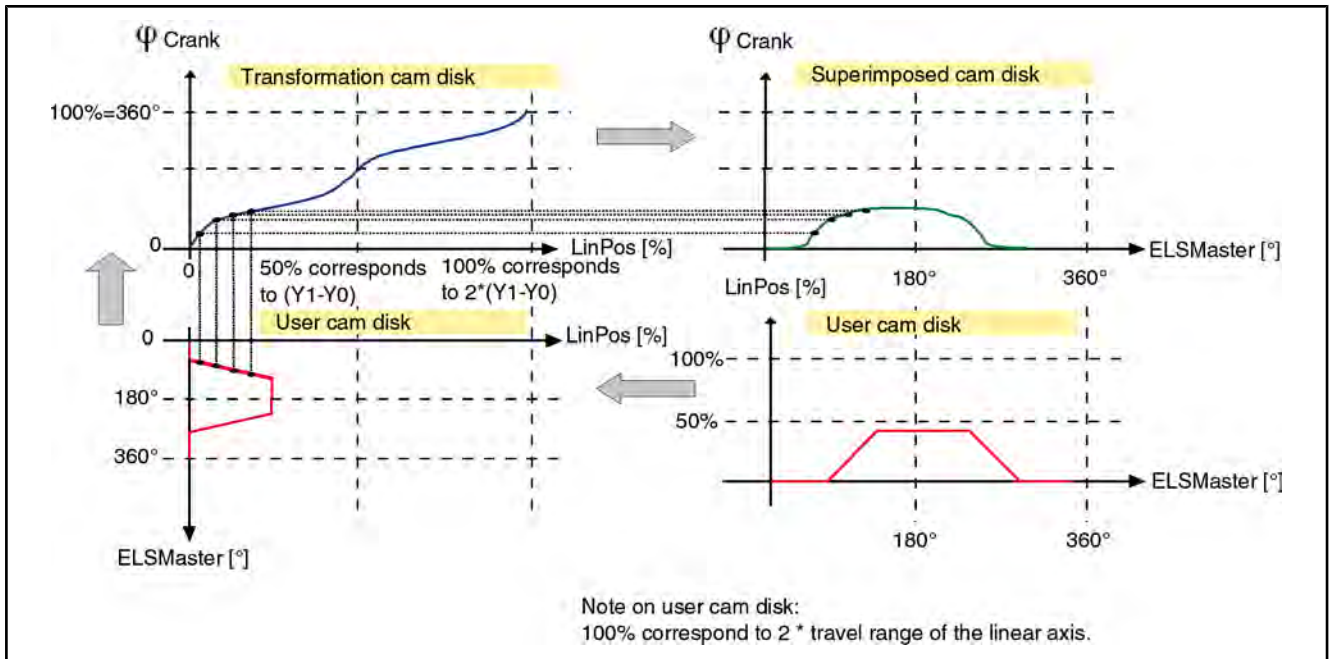 φ Crank
Transformation cam disk
100%=360°
0
0
LinPos [%]
50% corresponds
to (Y1-Y0)
100% corresponds
to 2*(Y1-Y0)
φ Crank
Superimposed cam disk
180°
360°
ELSMaster [°]
User cam disk
0
LinPos [%]
180°
360°
ELSMaster [°]
LinPos [%]
User cam disk
100%
50%
ELSMaster [°]
180°
360°
Note on user cam disk:
100% correspond to 2 * travel range of the linear axis.